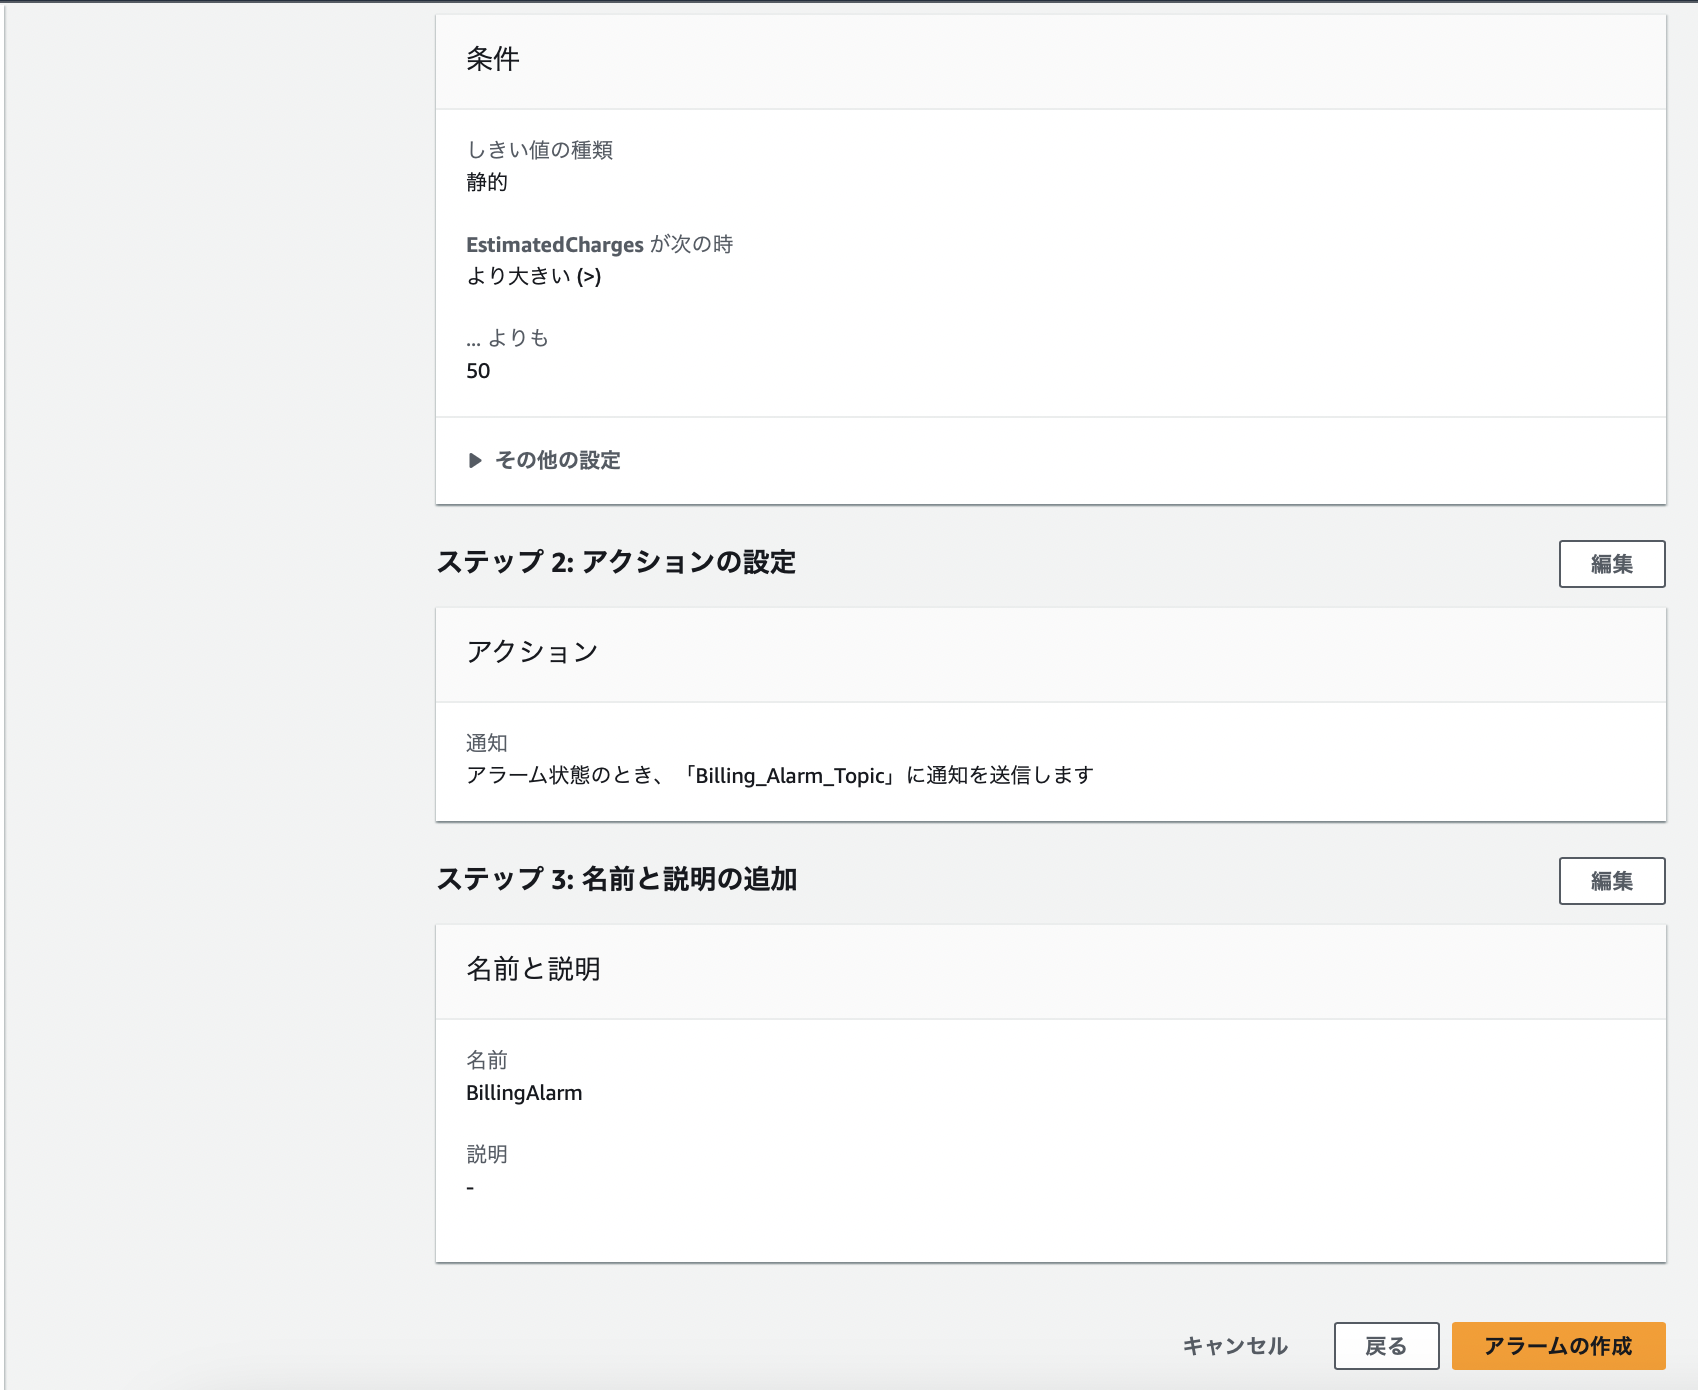 条件
しきい値の種類
静的
EstimatedCharges が次の時
より大きい (>)
... よりも
50
その他の設定
ステップ 2: アクションの設定
編集
アクション
通知
アラーム状態のとき、「Billing_Alarm_Topic」に通知を送信します
ステップ 3: 名前と説明の追加
編集
名前と説明
名前
BillingAlarm
説明
-
キャンセル
戻る
アラームの作成